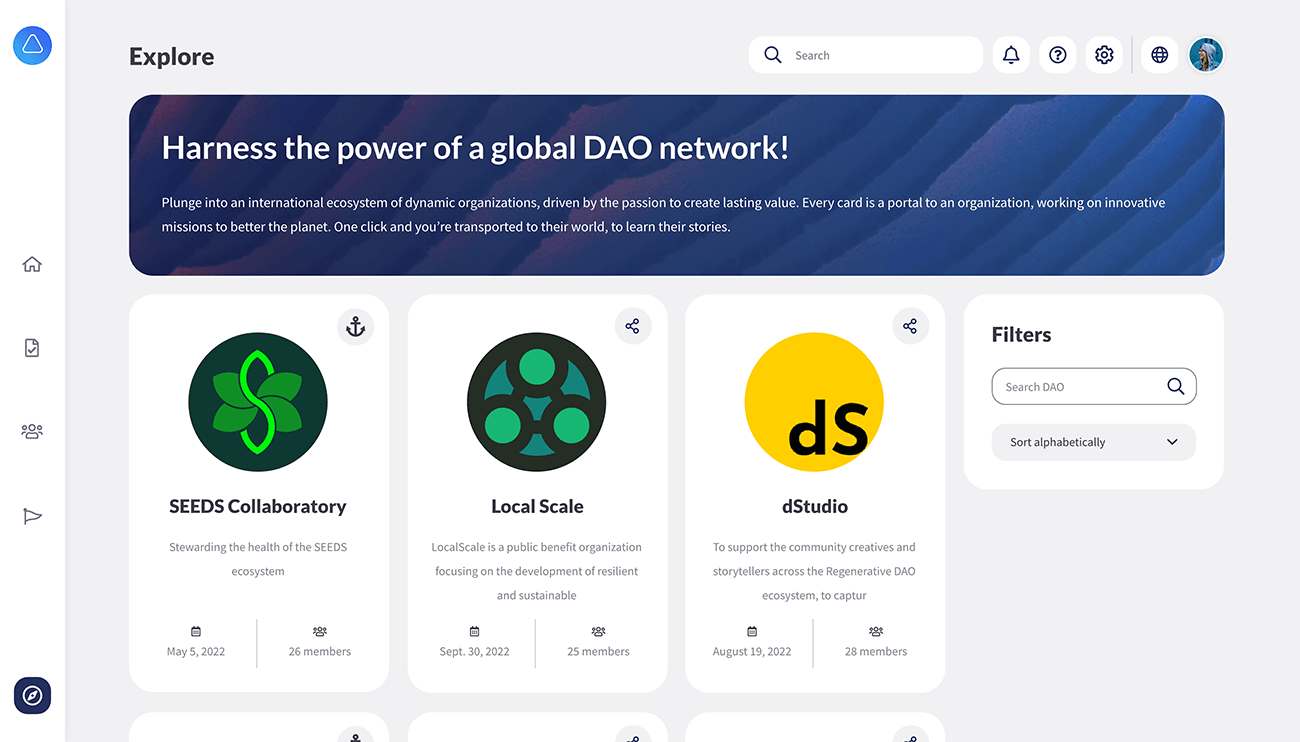 Explore
Search
Harness the power of a global DAO network!
Plunge into an international ecosystem of dynamic organizations, driven by the passion to create lasting value. Every card is a portal to an organization, working on innovative
missions to better the planet. One click and you’re transported to their world, to learn their stories.
SEEDS Collaboratory
Stewarding the health of the SEEDS
ecosystem
May 5, 2022
26 members
Local Scale
LocalScale is a public benefit organization
focusing on the development of resilient
and sustainable
Sept. 30, 2022
25 members
dS
dStudio
To support the community creatives and
storytellers across the Regenerative DAO
ecosystem, to captur
August 19, 2022
28 members
Filters
Search DAO
Sort alphabetically